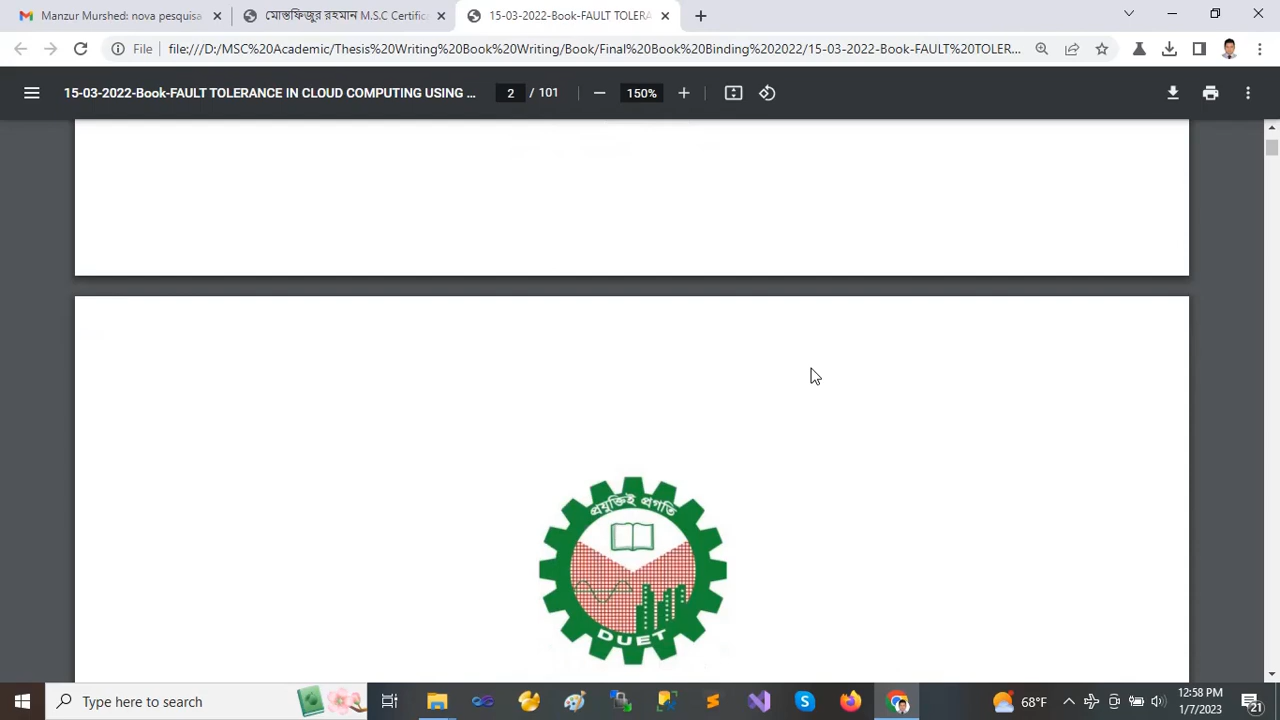 Manzur Murshed: nova pesquisa
মোস্তফিজুর রহমান M.S.C Certific
15-03-2022-Book-FAULT TOLERA
File
file:///D:/MSC%20Academic/Thesis%20Writing%20Book%20Writing/Book/Final%20Book%20Binding%202022/15-03-2022-Book-FAULT%20TOLER...
15-03-2022-Book-FAULT TOLERANCE IN CLOUD COMPUTING USING ...
2 / 101
150%
প্রযুক্তিই প্রগতি
DUET
Type here to search
68°F
12:58 PM
1/7/2023
21